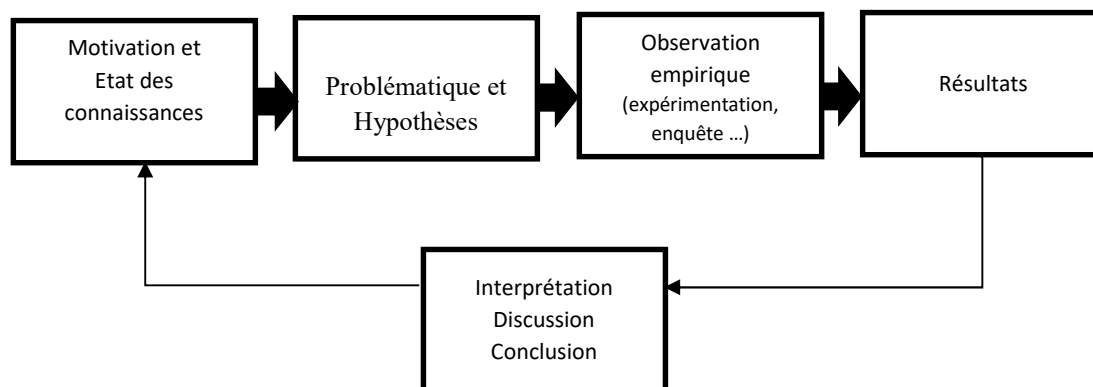 Motivation et
Etat des
connaissances
Problématique et
Hypothèses
Observation
empirique
(expérimentation,
enquête ...)
Résultats
Interprétation
Discussion
Conclusion